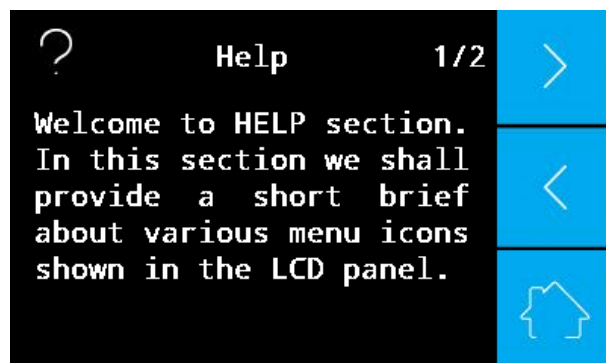 Help 1/2
Welcome to HELP section.
In this section we shall
provide a short brief
about various menu icons
shown in the LCD panel.